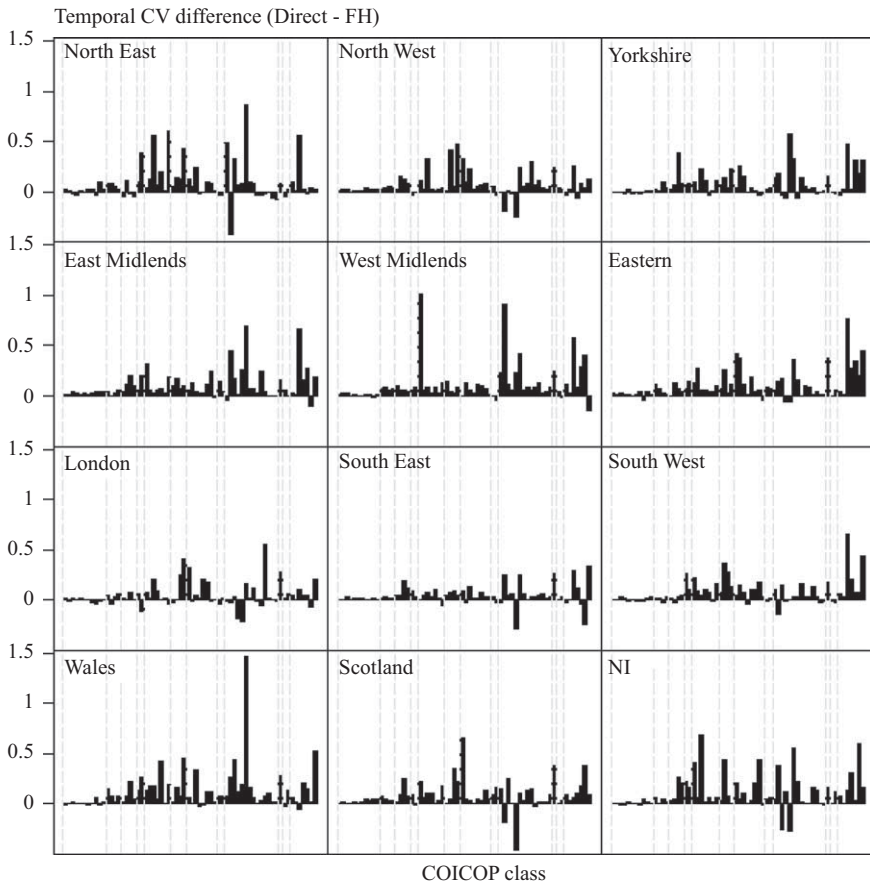 Temporal CV difference (Direct - FH)
1.5
North East
North West
Yorkshire
1
0.5
0
1.5
East Midlends
West Midlends
Eastern
1
0.5
0
1.5
London
South East
South West
1
0.5
0
1.5
Wales
Scotland
NI
1
0.5
0
COICOP class